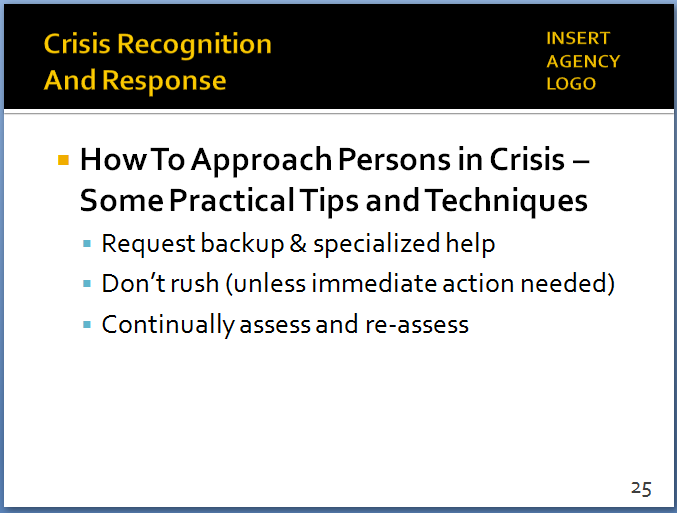 Crisis Recognition
And Response
INSERT
AGENCY
LOGO
How To Approach Persons in Crisis –
Some Practical Tips and Techniques
Request backup & specialized help
Don’t rush (unless immediate action needed)
Continually assess and re-assess
25